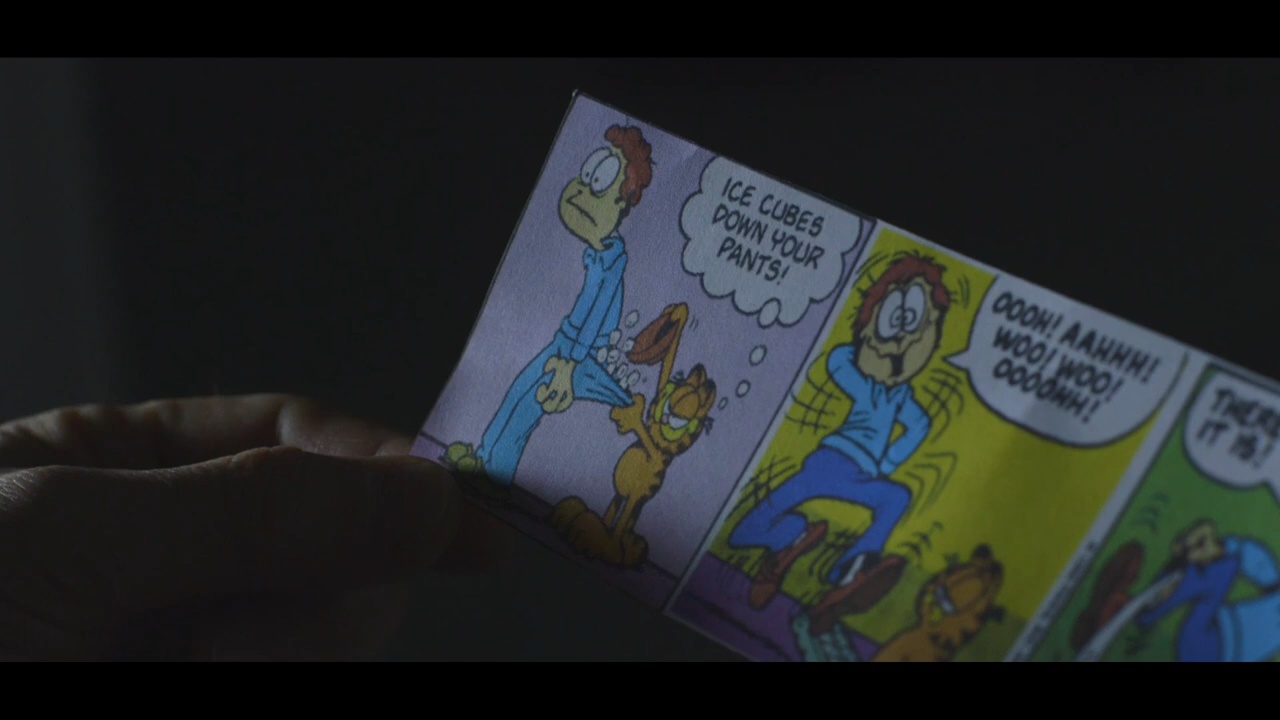 ICE CUBES
DOWN YOUR
PANTS!
OOOH! AAHHH!
WOO! WOO!
OOOOHH!
THERE
IT IS!